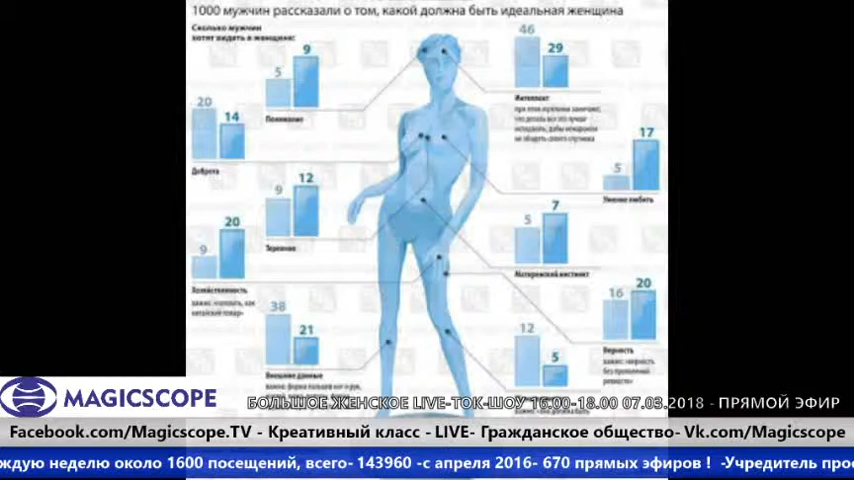 1000 мужчин рассказали о том, какой должна быть идеальная женщина
Сколько мужчин
хотят видеть в женщине:
5 9
Понимание
46 29
Интеллект
20 14
Доброта
5 17
Умение любить
9 12
Терпение
5 7
Материнский инстинкт
9 20
Хозяйственность
16 20
Верность
38 21
Внешние данные
12 5
MAGICSCOPE
БОЛЬШОЕ ЖЕНСКОЕ LIVE-ТОК-ШОУ 16.00-18.00 07.03.2018 - ПРЯМОЙ ЭФИР
Facebook.com/Magicscope.TV - Креативный класс - LIVE- Гражданское общество- Vk.com/Magicscope
ждую неделю около 1600 посещений, всего- 143960 -с апреля 2016- 670 прямых эфиров ! -Учредитель прое